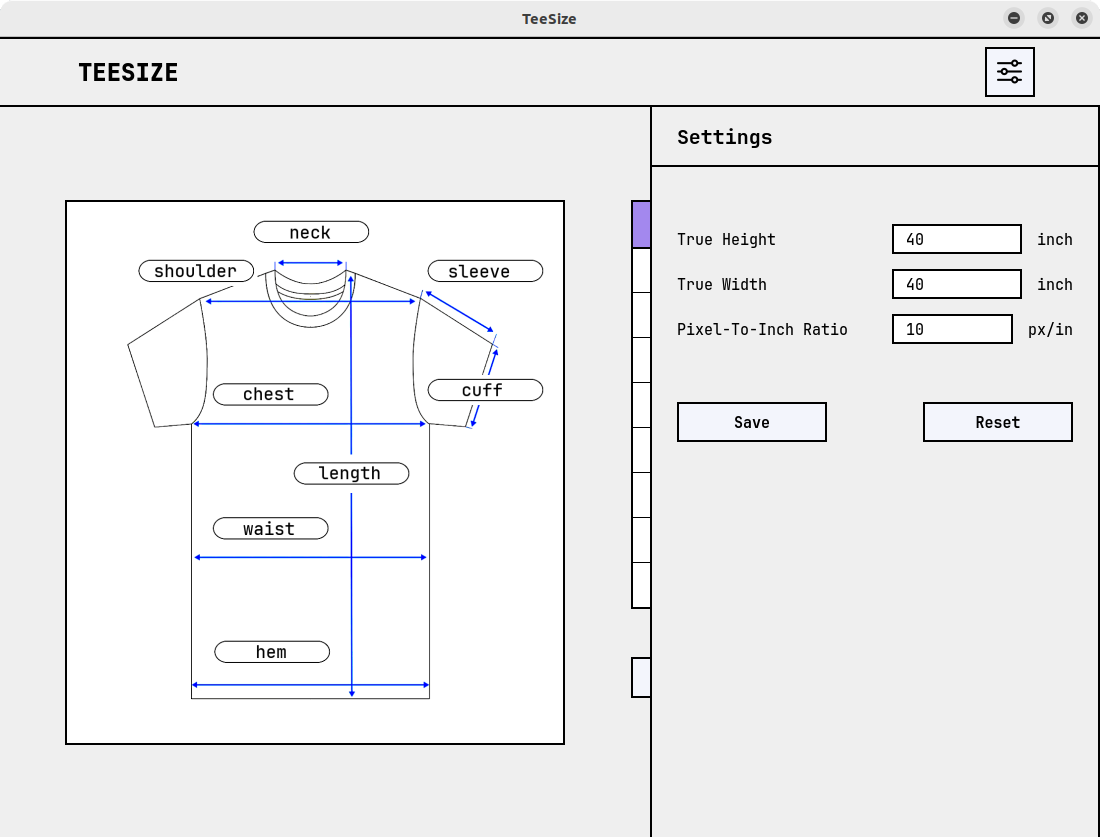 TeeSize
TEESIZE
Settings
neck
shoulder
sleeve
chest
cuff
length
waist
hem
True Height 40 inch
True Width 40 inch
Pixel-To-Inch Ratio 10 px/in
Save Reset